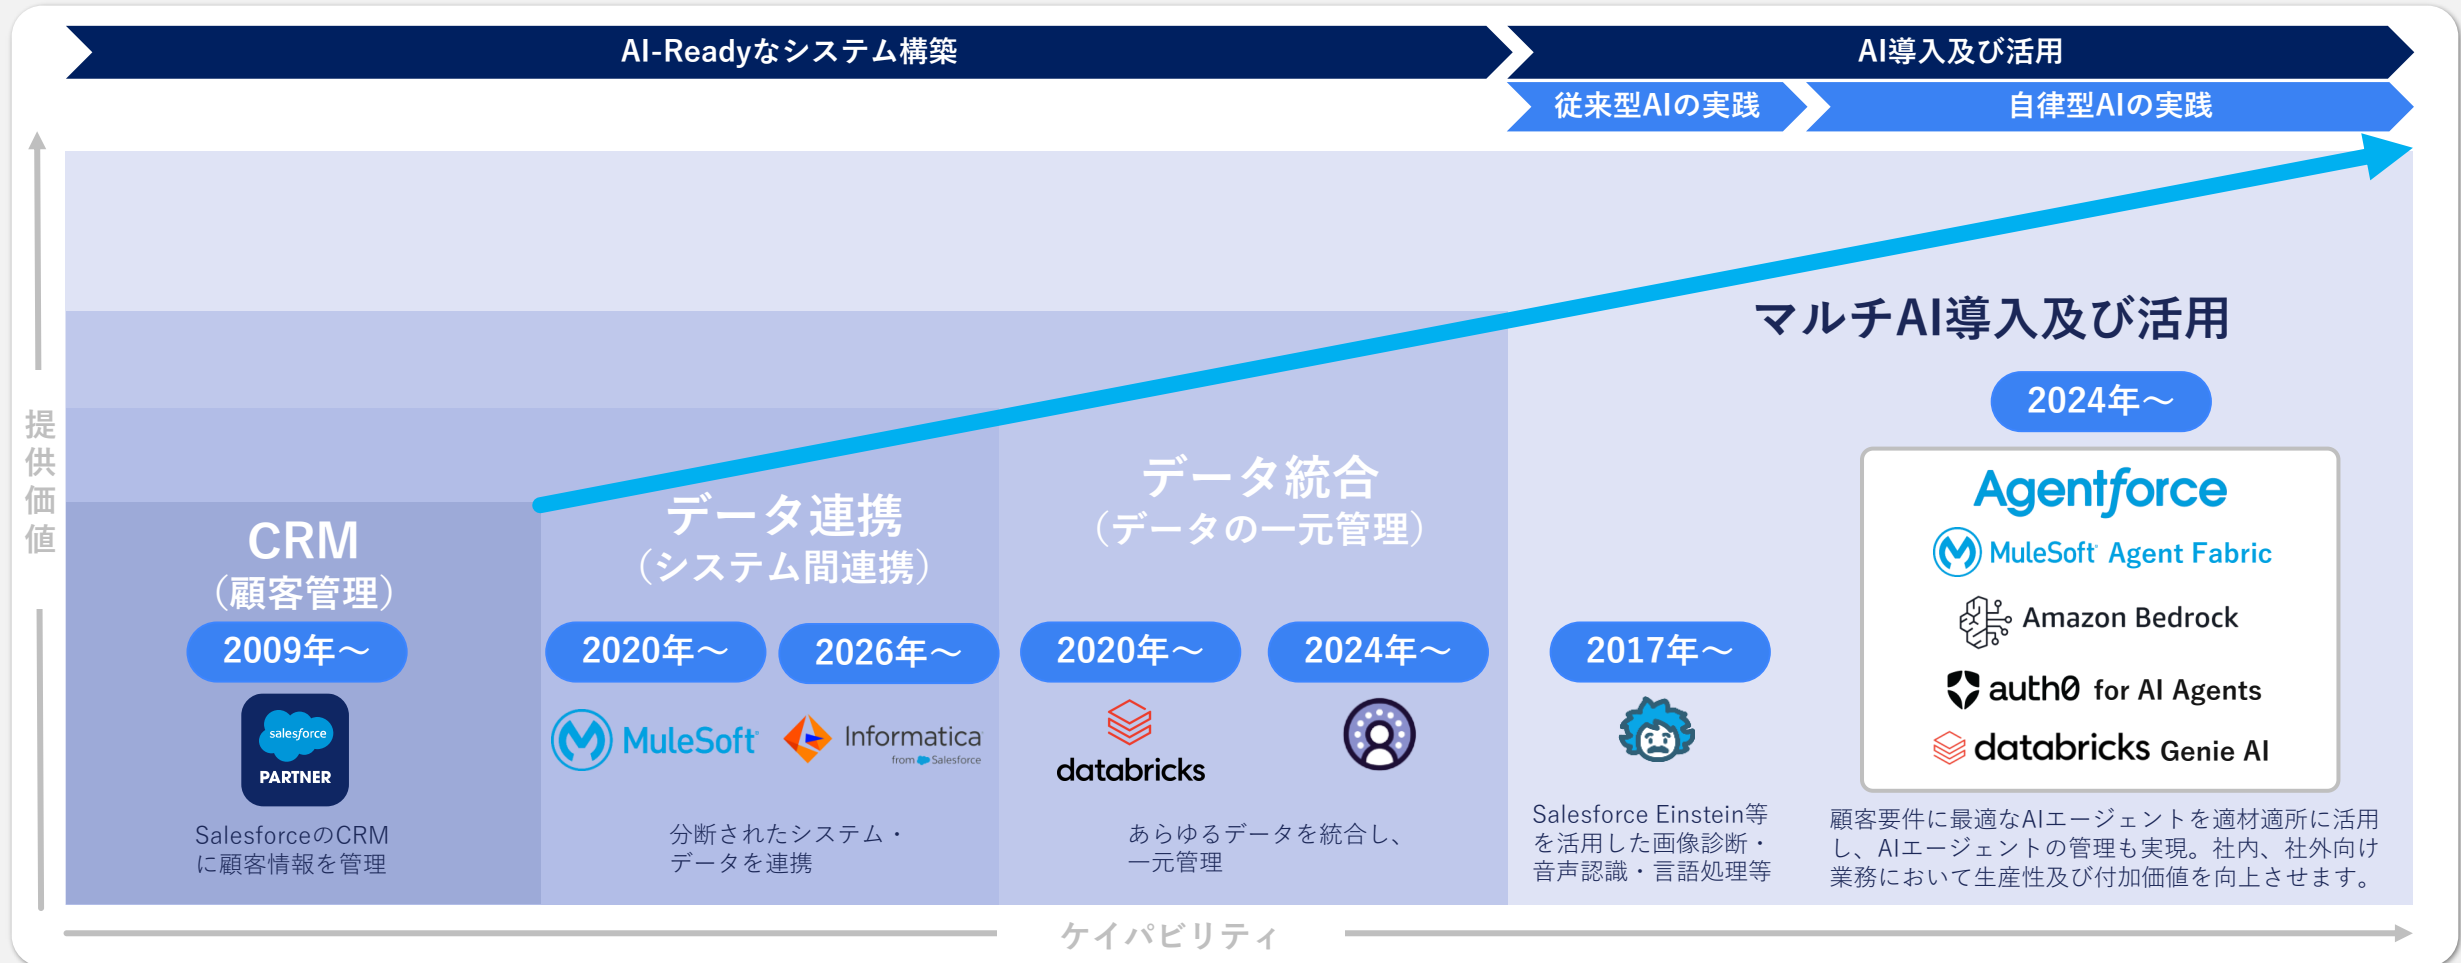 AI-Readyなシステム構築
AI導入及び活用
従来型AIの実践
自律型AIの実践
提供価値
マルチAI導入及び活用
2024年～
Agentforce
MuleSoft Agent Fabric
Amazon Bedrock
auth0 for AI Agents
databricks Genie AI
顧客要件に最適なAIエージェントを適材適所に活用
し、AIエージェントの管理も実現。社内、社外向け
業務において生産性及び付加価値を向上させます。
CRM
（顧客管理）
2009年～
salesforce
PARTNER
SalesforceのCRM
に顧客情報を管理
データ連携
（システム間連携）
2020年～
2026年～
MuleSoft
Informatica
from Salesforce
分断されたシステム・
データを連携
データ統合
（データの一元管理）
2020年～
2024年～
databricks
あらゆるデータを統合し、
一元管理
2017年～
Salesforce Einstein等
を活用した画像診断・
音声認識・言語処理等
ケイパビリティ